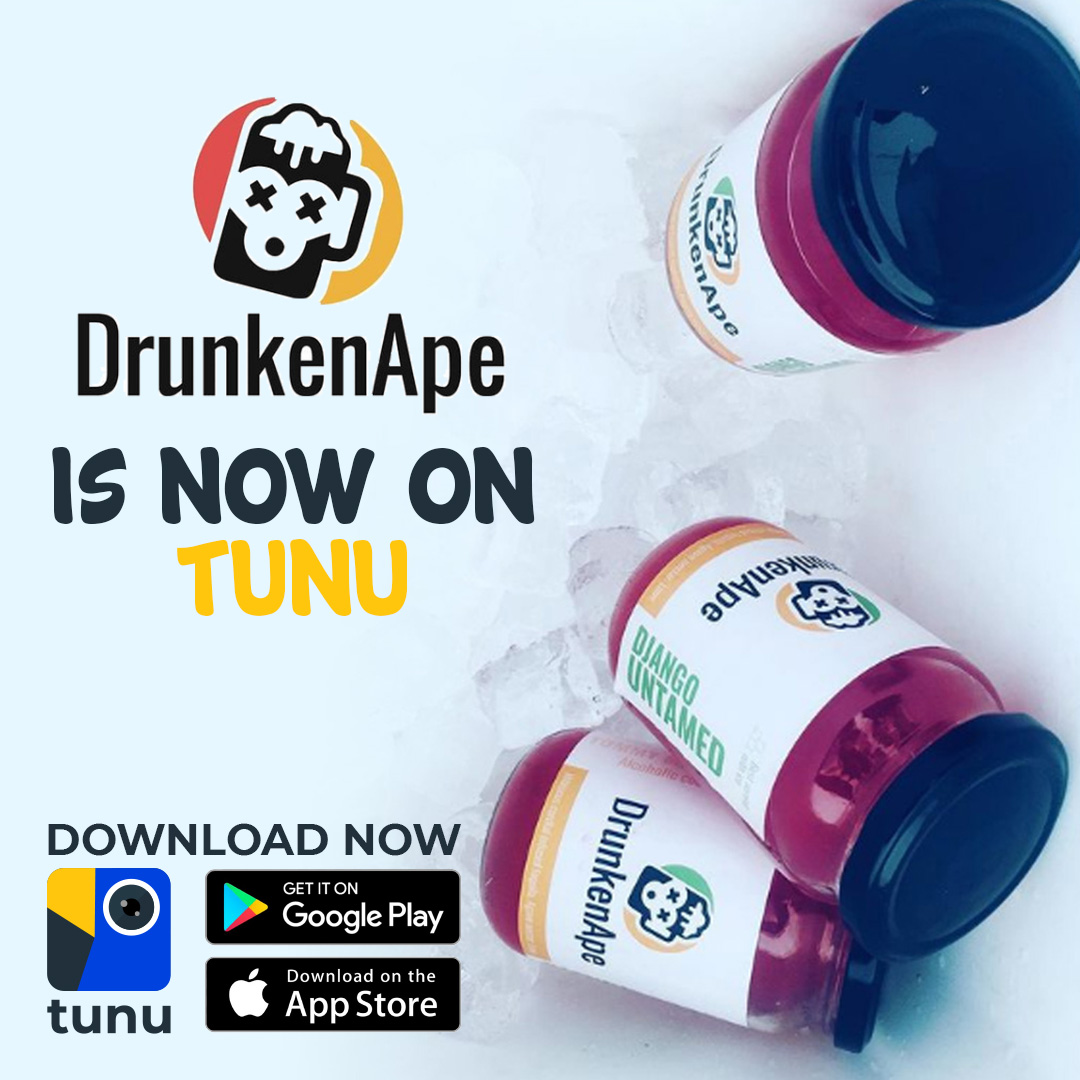 DrunkenApe
IS NOW ON
TUNU
DOWNLOAD NOW
tunu
GET IT ON
Google Play
Download on the
App Store
DrunkenApe
DrunkenApe
DJANGO
UNTAMED
DrunkenApe
Alcoholic